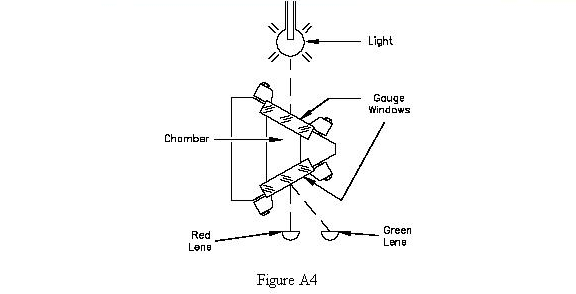 Light
Gauge
Windows
Chamber
Red
Lens
Green
Lens
Figure A4